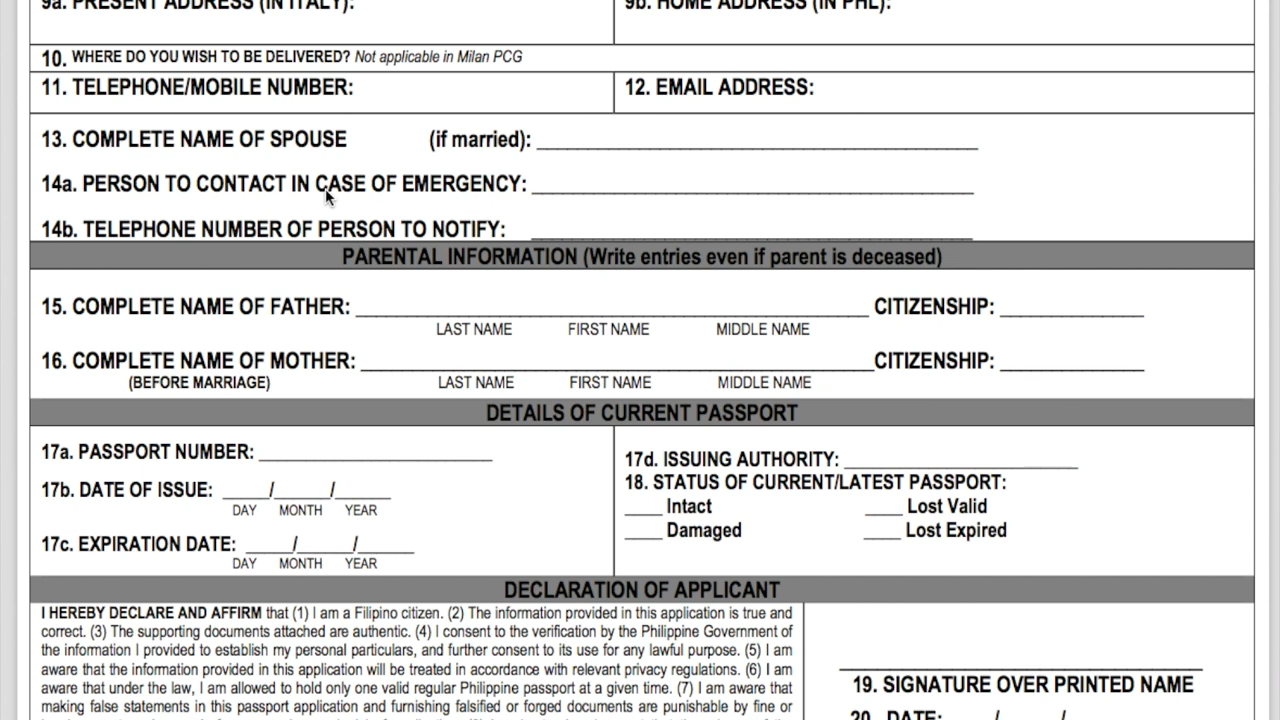 9a. PRESENT ADDRESS (IN ITALY):
9b. HOME ADDRESS (IN PHL):
10. WHERE DO YOU WISH TO BE DELIVERED? Not applicable in Milan PCG
11. TELEPHONE/MOBILE NUMBER:
12. EMAIL ADDRESS:
13. COMPLETE NAME OF SPOUSE (if married):
14a. PERSON TO CONTACT IN CASE OF EMERGENCY:
14b. TELEPHONE NUMBER OF PERSON TO NOTIFY:
PARENTAL INFORMATION (Write entries even if parent is deceased)
15. COMPLETE NAME OF FATHER: CITIZENSHIP:
LAST NAME FIRST NAME MIDDLE NAME
16. COMPLETE NAME OF MOTHER: CITIZENSHIP:
(BEFORE MARRIAGE) LAST NAME FIRST NAME MIDDLE NAME
DETAILS OF CURRENT PASSPORT
17a. PASSPORT NUMBER:
17b. DATE OF ISSUE: / /
DAY MONTH YEAR
17c. EXPIRATION DATE: / /
DAY MONTH YEAR
17d. ISSUING AUTHORITY:
18. STATUS OF CURRENT/LATEST PASSPORT:
Intact Lost Valid
Damaged Lost Expired
DECLARATION OF APPLICANT
I HEREBY DECLARE AND AFFIRM that (1) I am a Filipino citizen. (2) The information provided in this application is true and
correct. (3) The supporting documents attached are authentic. (4) I consent to the verification by the Philippine Government of
the information I provided to establish my personal particulars, and further consent to its use for any lawful purpose. (5) I am
aware that the information provided in this application will be treated in accordance with relevant privacy regulations. (6) I am
aware that under the law, I am allowed to hold only one valid regular Philippine passport at a given time. (7) I am aware that
making false statements in this passport application and furnishing falsified or forged documents are punishable by fine or
19. SIGNATURE OVER PRINTED NAME
20. DATE: / /